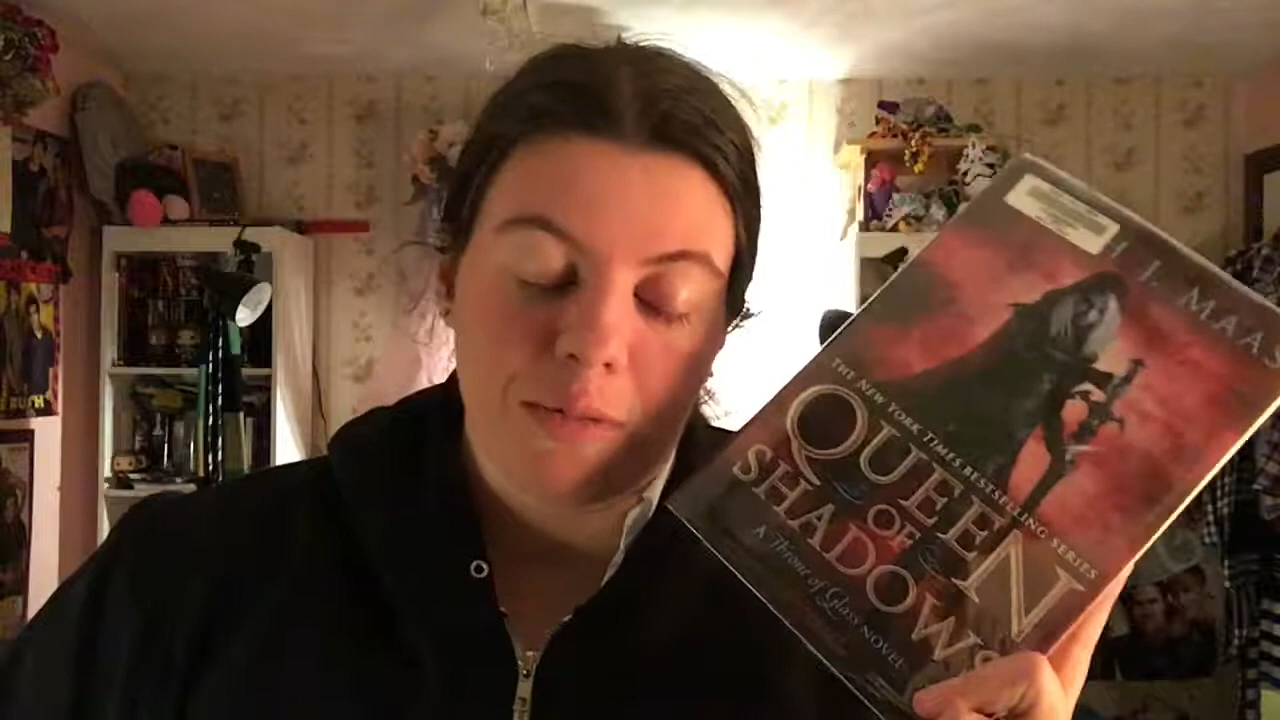 H J. MAAS
THE NEW YORK TIMES BESTSELLING SERIES
QUEEN
OF
SHADOWS
A Throne of Glass NOVEL